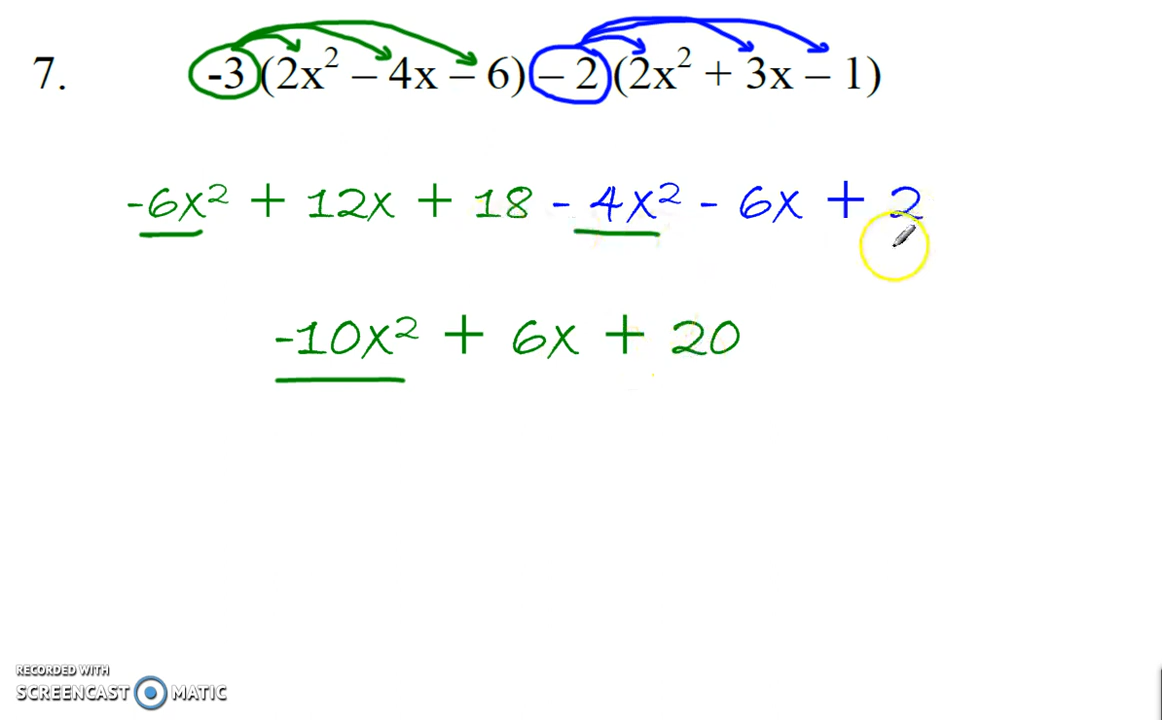 7. -3(2x² – 4x – 6) – 2(2x² + 3x – 1)
-6x² + 12x + 18 - 4x² - 6x + 2
-10x² + 6x + 20
RECORDED WITH
SCREENCAST MATIC